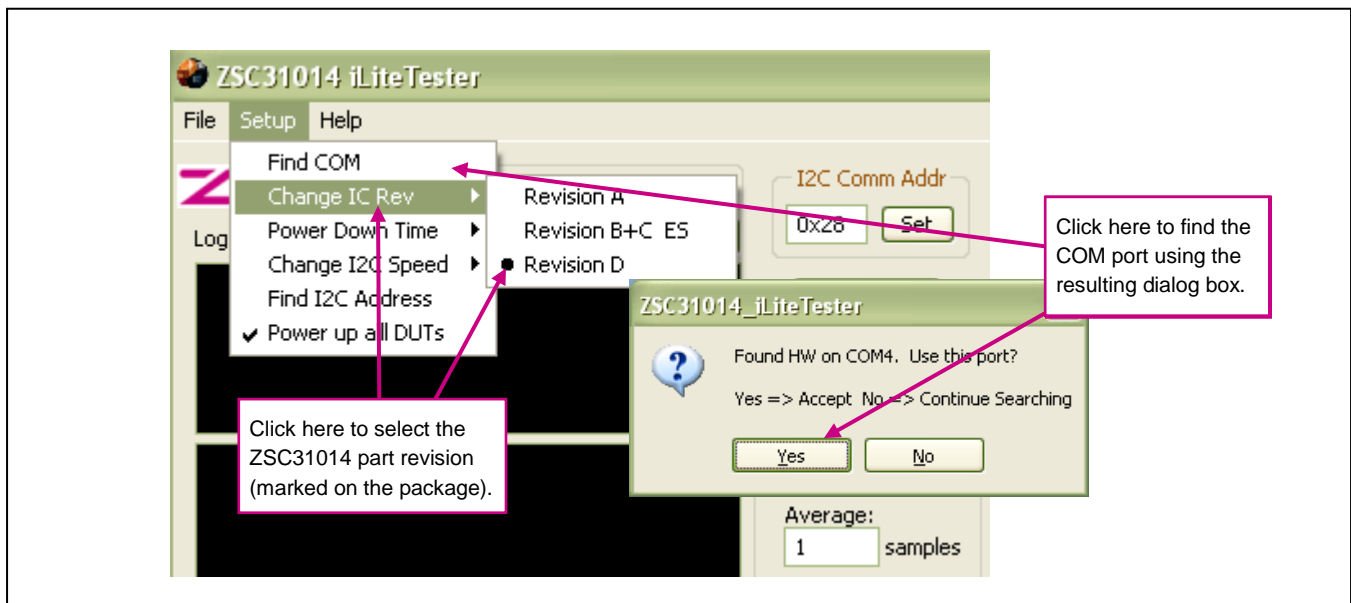 ZSC31014 iLiteTester
File Setup Help
Find COM
Change IC Rev
Power Down Time
Change I2C Speed
Find I2C Address
Power up all DUTs
Revision A
Revision B+C ES
Revision D
Log
I2C Comm Addr
0x28 Set
Click here to find the
COM port using the
resulting dialog box.
ZSC31014_iLiteTester
Found HW on COM4. Use this port?
Yes => Accept No => Continue Searching
Yes No
Click here to select the
ZSC31014 part revision
(marked on the package).
Average:
1 samples